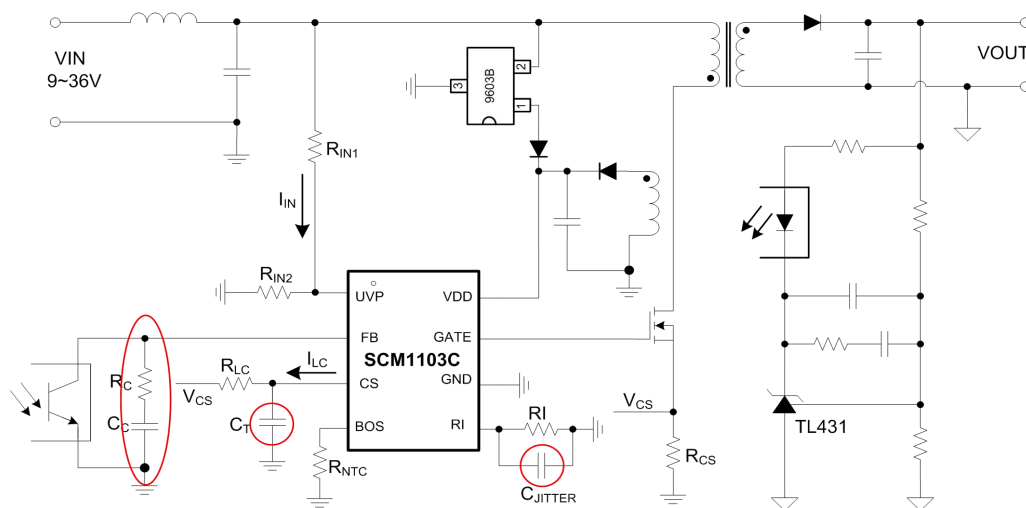 VIN
9~36V
VOUT
2
9603B
3
1
RIN1
IIN
RIN2
UVP
VDD
FB
GATE
SCM1103C
CS
GND
BOS
RI
RLC
ILC
VCS
RC
CC
CT
RNTC
RI
CJITTER
VCS
RCS
TL431